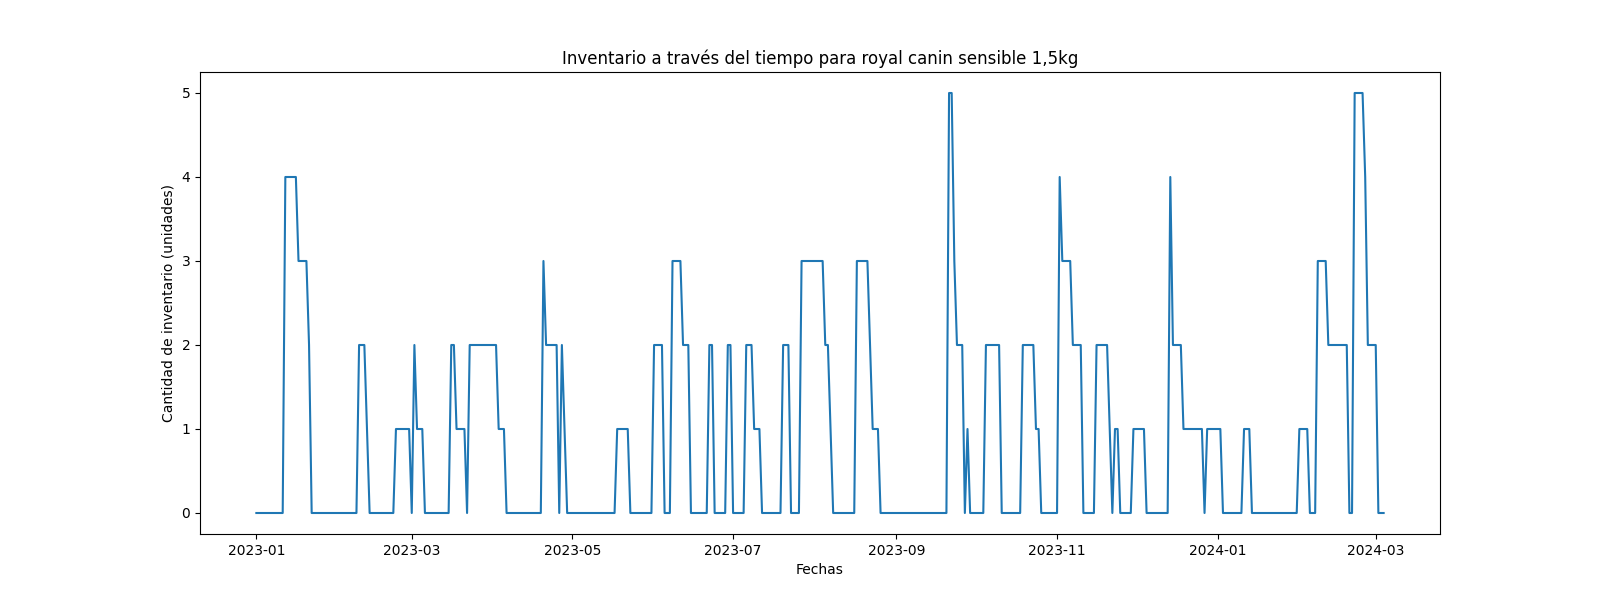 Inventario a través del tiempo para royal canin sensible 1,5kg
Cantidad de inventario (unidades)
5
4
3
2
1
0
2023-01 2023-03 2023-05 2023-07 2023-09 2023-11 2024-01 2024-03
Fechas